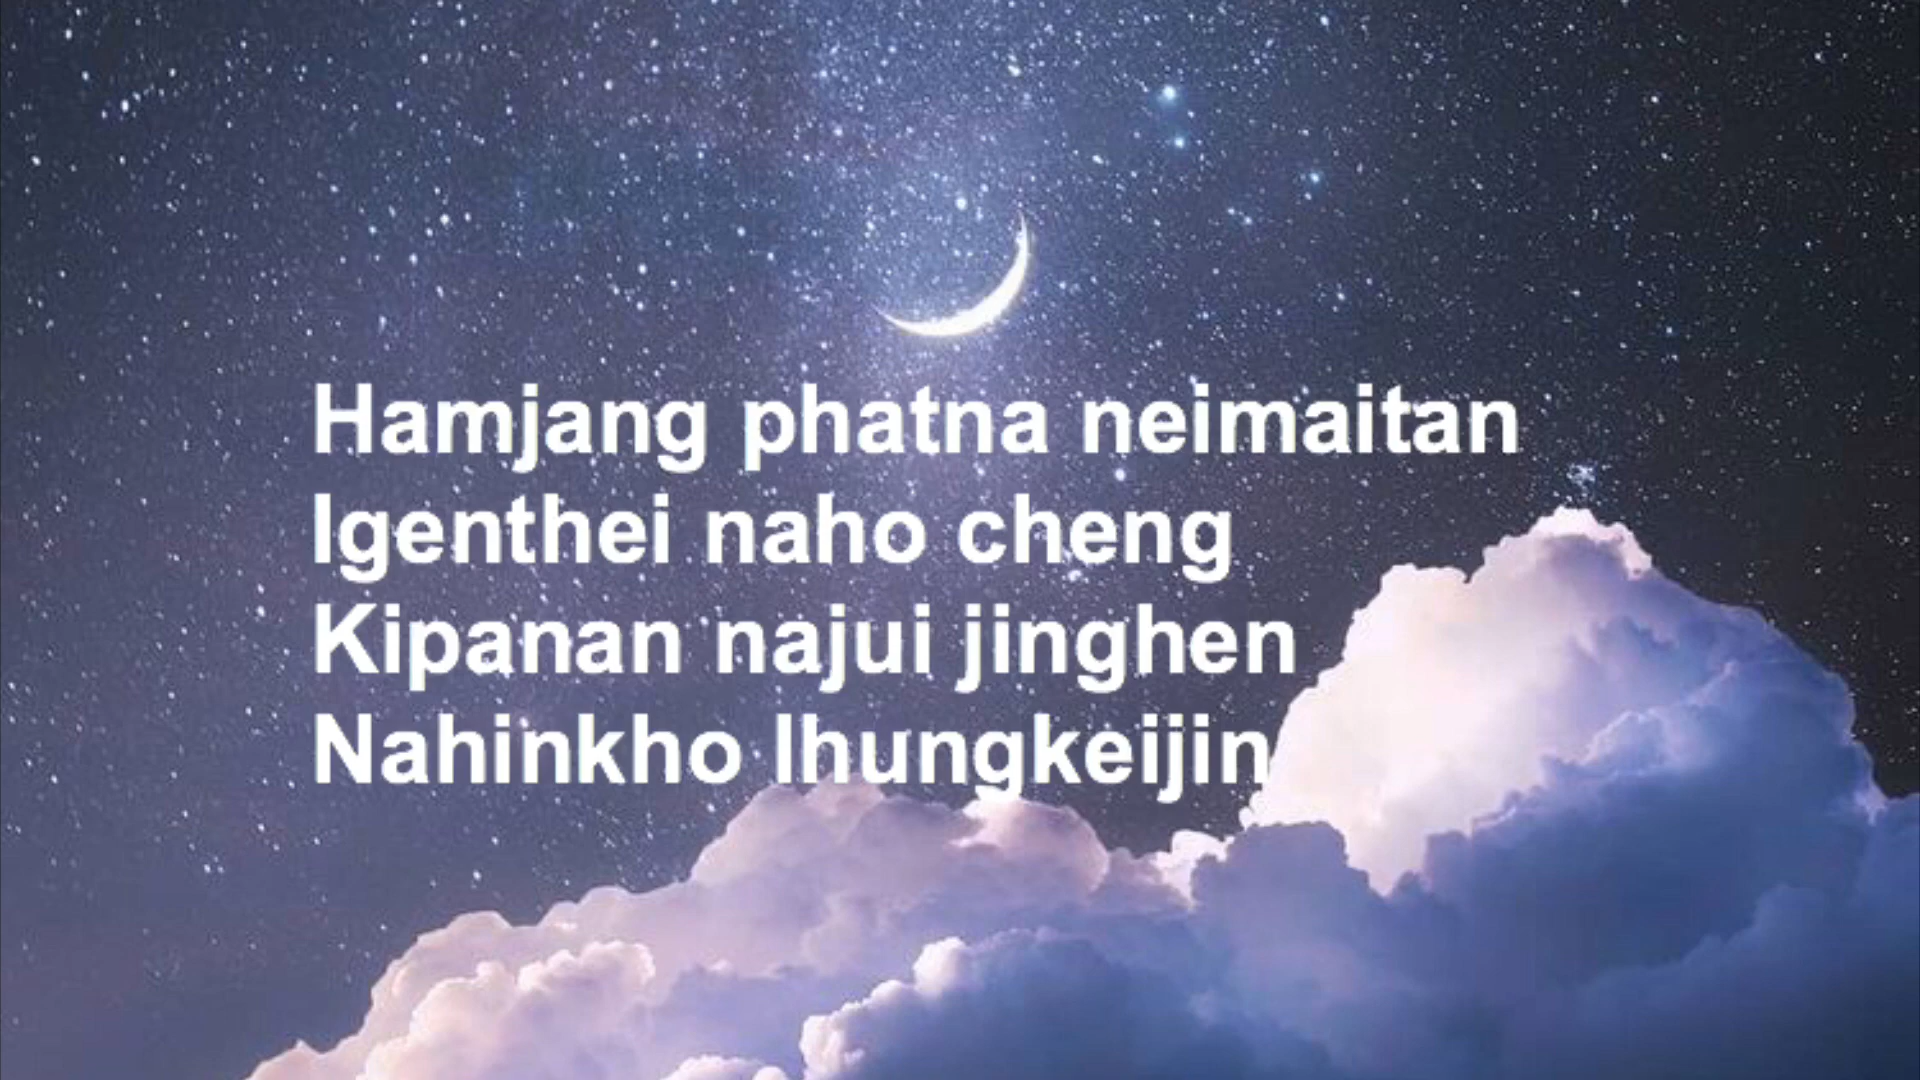 Hamjang phatna neimaitan
Igenthei naho cheng
Kipanan najui jinghen
Nahinkho lhungkeijin